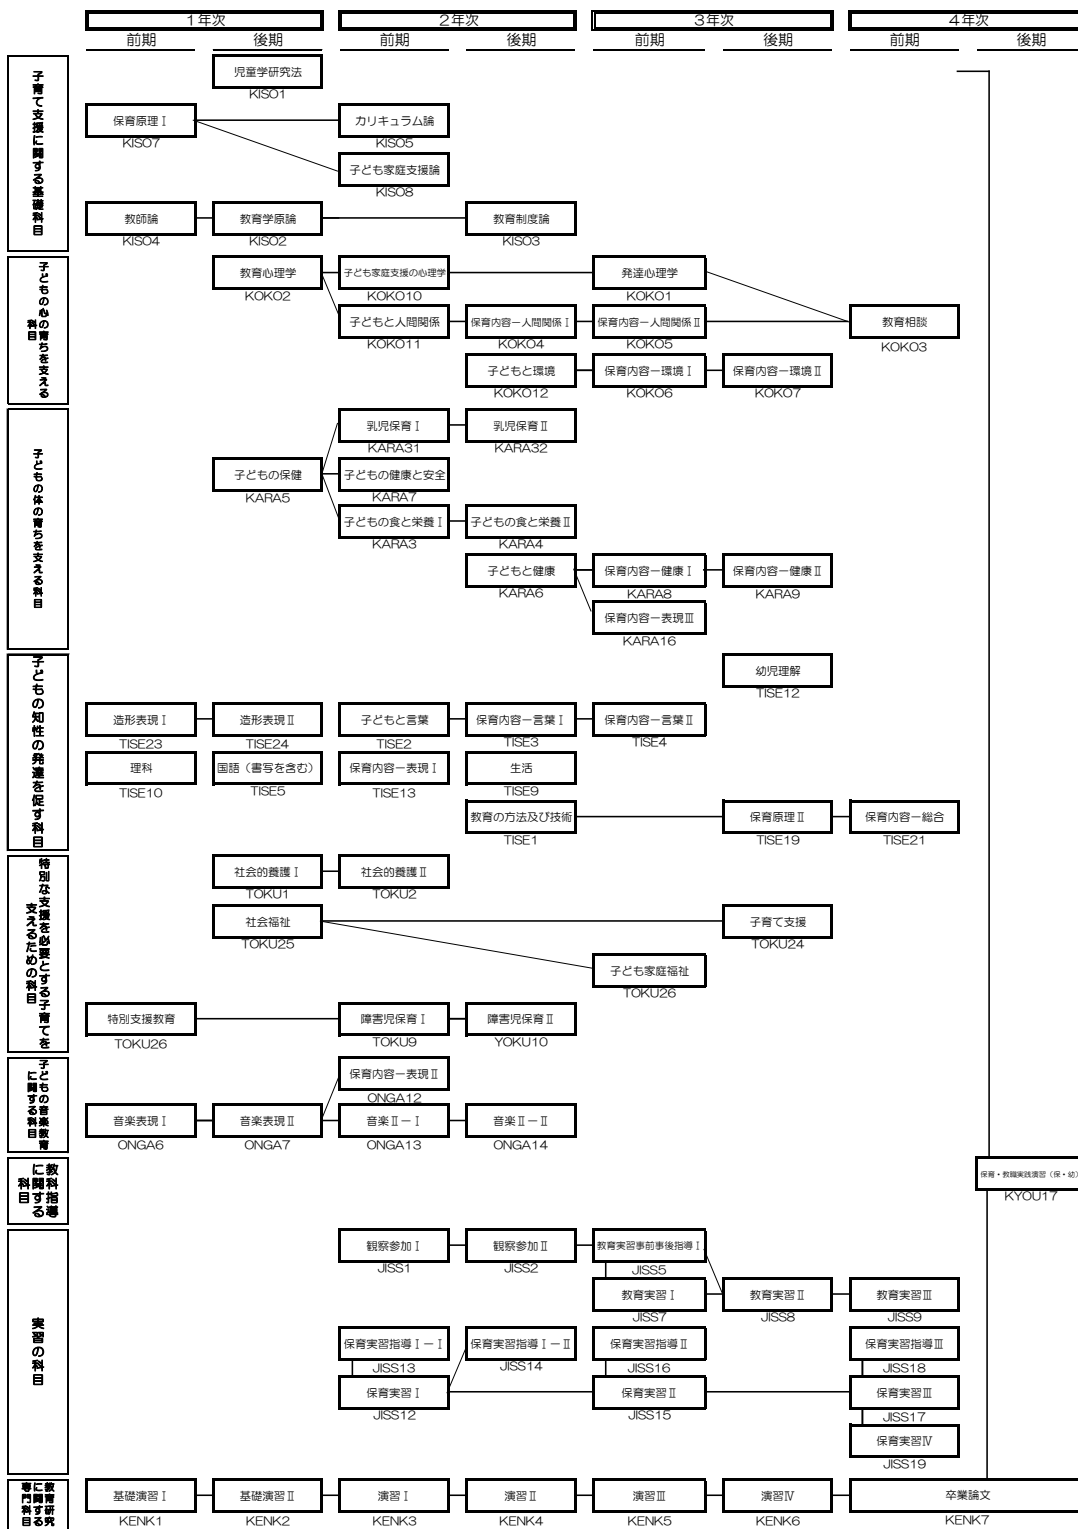 1年次 2年次 3年次 4年次
前期 後期 前期 後期 前期 後期 前期 後期
子育て支援に関する基礎科目
児童学研究法
KISO1
保育原理Ⅰ カリキュラム論
KISO7 KISO5
子ども家庭支援論
KISO8
教師論 教育学原論 教育制度論
KISO4 KISO2 KISO3
子どもの心の育ちを支える
科目
教育心理学 子ども家庭支援の心理学 発達心理学
KOKO2 KOKO10 KOKO1
子どもと人間関係 保育内容ー人間関係Ⅰ 保育内容ー人間関係Ⅱ 教育相談
KOKO11 KOKO4 KOKO5 KOKO3
子どもと環境 保育内容ー環境Ⅰ 保育内容ー環境Ⅱ
KOKO12 KOKO6 KOKO7
子どもの体の育ちを支える科目
乳児保育Ⅰ 乳児保育Ⅱ
KARA31 KARA32
子どもの保健 子どもの健康と安全
KARA5 KARA7
子どもの食と栄養Ⅰ 子どもの食と栄養Ⅱ
KARA3 KARA4
子どもと健康 保育内容ー健康Ⅰ 保育内容ー健康Ⅱ
KARA6 KARA8 KARA9
保育内容ー表現Ⅲ
KARA16
子どもの知性の発達を促す科目
幼児理解
TISE12
造形表現Ⅰ 造形表現Ⅱ 子どもと言葉 保育内容ー言葉Ⅰ 保育内容ー言葉Ⅱ
TISE23 TISE24 TISE2 TISE3 TISE4
理科 国語（書写を含む） 保育内容ー表現Ⅰ 生活
TISE10 TISE5 TISE13 TISE9
教育の方法及び技術 保育原理Ⅱ 保育内容ー総合
TISE1 TISE19 TISE21
特別な支援を必要とする子育てを
支えるための科目
社会的養護Ⅰ 社会的養護Ⅱ
TOKU1 TOKU2
社会福祉 子育て支援
TOKU25 TOKU24
子ども家庭福祉
TOKU26
特別支援教育 障害児保育Ⅰ 障害児保育Ⅱ
TOKU26 TOKU9 YOKU10
子どもの音楽教育
に関する科目
保育内容ー表現Ⅱ
ONGA12
音楽表現Ⅰ 音楽表現Ⅱ 音楽Ⅱ－Ⅰ 音楽Ⅱ－Ⅱ
ONGA6 ONGA7 ONGA13 ONGA14
教科指導
に関する
科目
保育・教職実践演習（保・幼）
KYOU17
実習の科目
観察参加Ⅰ 観察参加Ⅱ 教育実習事前事後指導Ⅰ
JISS1 JISS2 JISS5
教育実習Ⅰ 教育実習Ⅱ 教育実習Ⅲ
JISS7 JISS8 JISS9
保育実習指導Ⅰ－Ⅰ 保育実習指導Ⅰ－Ⅱ 保育実習指導Ⅱ 保育実習指導Ⅲ
JISS13 JISS14 JISS16 JISS18
保育実習Ⅰ 保育実習Ⅱ 保育実習Ⅲ
JISS12 JISS15 JISS17
保育実習Ⅳ
JISS19
教育研究
に関する
専門科目
基礎演習Ⅰ 基礎演習Ⅱ 演習Ⅰ 演習Ⅱ 演習Ⅲ 演習Ⅳ 卒業論文
KENK1 KENK2 KENK3 KENK4 KENK5 KENK6 KENK7